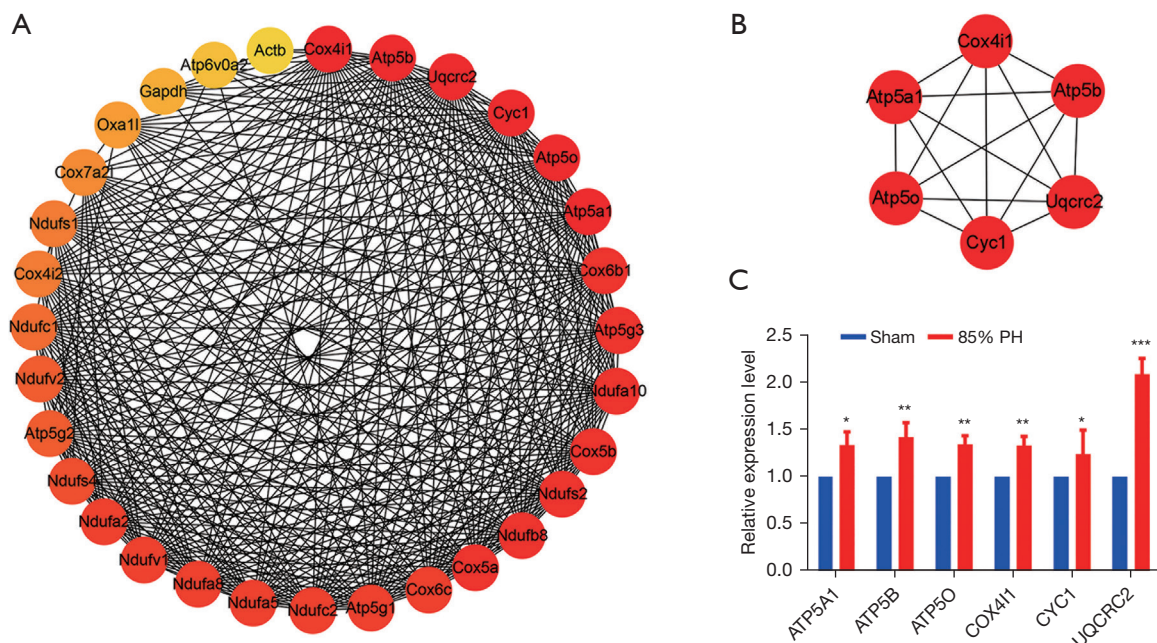 A
Actb
Cox4i1
Atp5b
Uqcrc2
Cyc1
Atp5o
Atp5a1
Cox6b1
Atp5g3
Ndufa10
Cox5b
Ndufs2
Ndufb8
Cox5a
Cox6c
Atp5g1
Ndufc2
Ndufa5
Ndufa8
Ndufv1
Ndufa2
Ndufs4
Atp5g2
Ndufv2
Ndufc1
Cox4i2
Ndufs1
Cox7a2
Oxa1l
Gapdh
Atp6v0a2
B
Cox4i1
Atp5b
Uqcrc2
Cyc1
Atp5o
Atp5a1
C
Relative expression level
2.5
2.0
1.5
1.0
0.5
0.0
Sham 85% PH
* ** ** ** * ***
ATP5A1
ATP5B
ATP5O
COX4I1
CYC1
UQCRC2